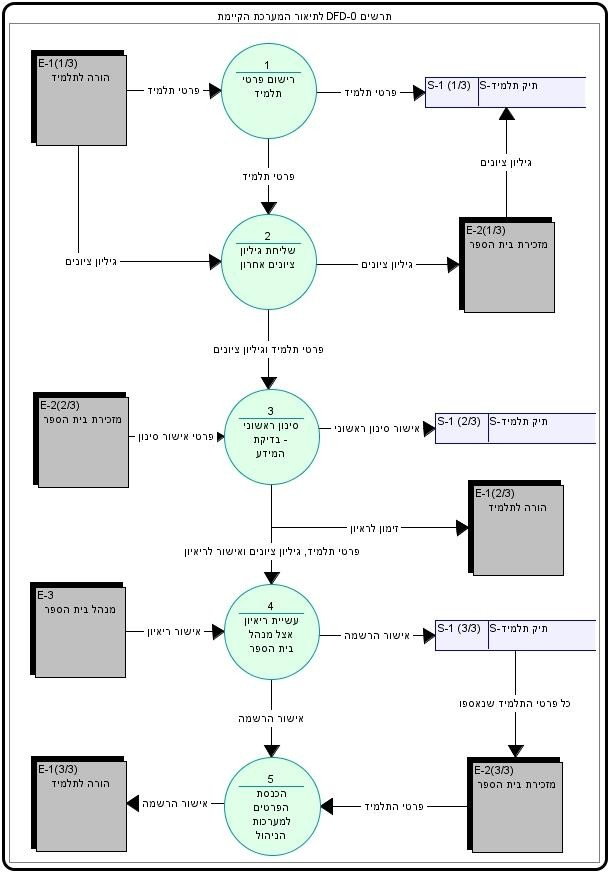 תרשים DFD-0 לתיאור המערכת הקיימת
E-1(1/3)
הורה לתלמיד
פרטי תלמיד
1
רישום פרטי
תלמיד
פרטי תלמיד
S-1 (1/3)
S-תיק תלמיד
פרטי תלמיד
גיליון ציונים
E-2(1/3)
מזכירת בית הספר
גיליון ציונים
2
שליחת גיליון
ציונים אחרון
גיליון ציונים
פרטי תלמיד וגיליון ציונים
E-2(2/3)
מזכירת בית הספר
פרטי אישור סינון
3
סינון ראשוני
- בדיקת
המידע
אישור סינון ראשוני
S-1 (2/3)
S-תיק תלמיד
E-1(2/3)
הורה לתלמיד
זימון לראיון
פרטי תלמיד, גיליון ציונים ואישור לריאיון
E-3
מנהל בית הספר
אישור ריאיון
4
עשיית ריאיון
אצל מנהל
בית הספר
אישור הרשמה
S-1 (3/3)
S-תיק תלמיד
כל פרטי התלמיד שנאספו
אישור הרשמה
E-1(3/3)
הורה לתלמיד
אישור הרשמה
5
הכנסת
הפרטים
למערכות
הניהול
פרטי התלמיד
E-2(3/3)
מזכירת בית הספר